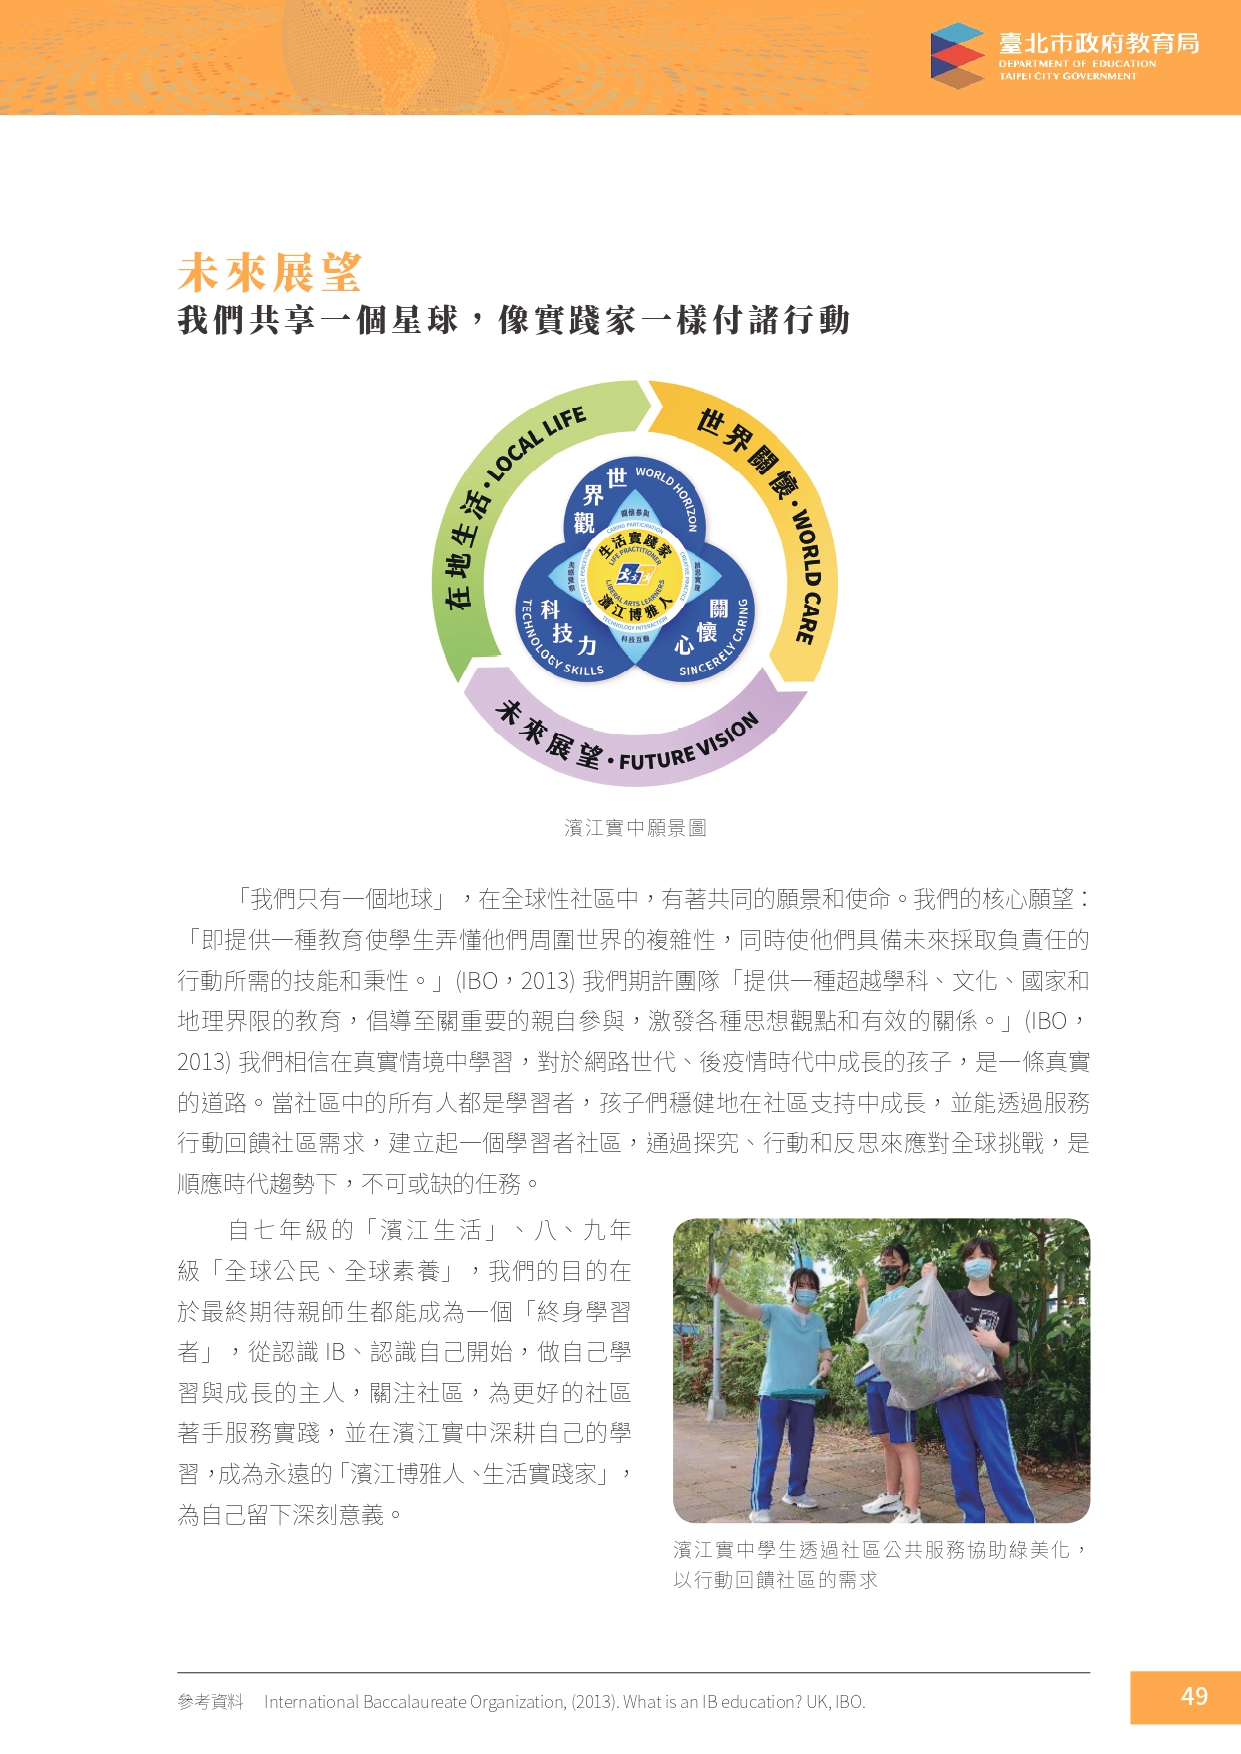 臺北市政府教育局
DEPARTMENT OF EDUCATION
TAIPEI CITY GOVERNMENT
未來展望
我們共享一個星球，像實踐家一樣付諸行動
在地生活・LOCAL LIFE
世界關懷・WORLD CARE
未來展望・FUTURE VISION
世界觀
WORLD HORIZON
科技力
TECHNOLOGY SKILLS
關懷心
SINCERELY CARING
關懷參與
CARING PARTICIPATION
美感覺察
AESTHETIC PERCEPTION
CREATIVE PRACTICE
科技互動
TECHNOLOGY INTERACTION
生活實踐家
LIFE PRACTITIONER
LIBERAL ARTS LEARNERS
濱江博雅人
濱江實中願景圖
「我們只有一個地球」，在全球性社區中，有著共同的願景和使命。我們的核心願望：
「即提供一種教育使學生弄懂他們周圍世界的複雜性，同時使他們具備未來採取負責任的
行動所需的技能和秉性。」(IBO，2013) 我們期許團隊「提供一種超越學科、文化、國家和
地理界限的教育，倡導至關重要的親自參與，激發各種思想觀點和有效的關係。」(IBO，
2013) 我們相信在真實情境中學習，對於網路世代、後疫情時代中成長的孩子，是一條真實
的道路。當社區中的所有人都是學習者，孩子們穩健地在社區支持中成長，並能透過服務
行動回饋社區需求，建立起一個學習者社區，通過探究、行動和反思來應對全球挑戰，是
順應時代趨勢下，不可或缺的任務。
自七年級的「濱江生活」、八、九年
級「全球公民、全球素養」，我們的目的在
於最終期待親師生都能成為一個「終身學習
者」，從認識 IB、認識自己開始，做自己學
習與成長的主人，關注社區，為更好的社區
著手服務實踐，並在濱江實中深耕自己的學
習，成為永遠的「濱江博雅人、生活實踐家」，
為自己留下深刻意義。
濱江實中學生透過社區公共服務協助綠美化，
以行動回饋社區的需求
參考資料 International Baccalaureate Organization, (2013). What is an IB education? UK, IBO.
49